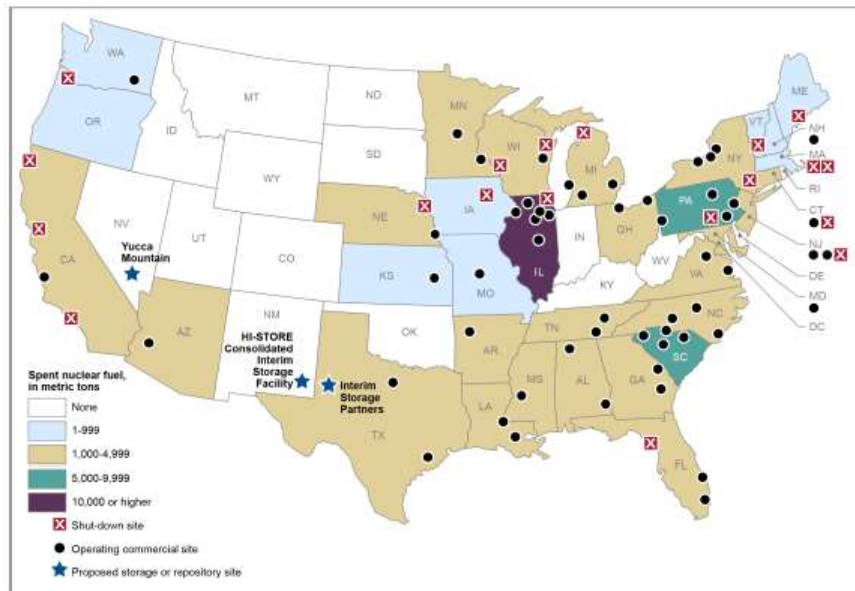 WA
MT
ND
MN
ME
VT
NH
OR
ID
SD
WI
MI
NY
MA
WY
RI
CT
NE
IA
PA
NJ
NV
UT
CO
IL
IN
OH
WV
DE
MD
DC
VA
Yucca
Mountain
CA
KS
MO
KY
NC
AZ
NM
OK
TN
AR
SC
HI-STORE
Consolidated
Interim
Storage
Facility
Interim
Storage
Partners
MS
AL
GA
TX
LA
FL
Spent nuclear fuel,
in metric tons
None
1-999
1,000-4,999
5,000-9,999
10,000 or higher
Shut-down site
Operating commercial site
Proposed storage or repository site